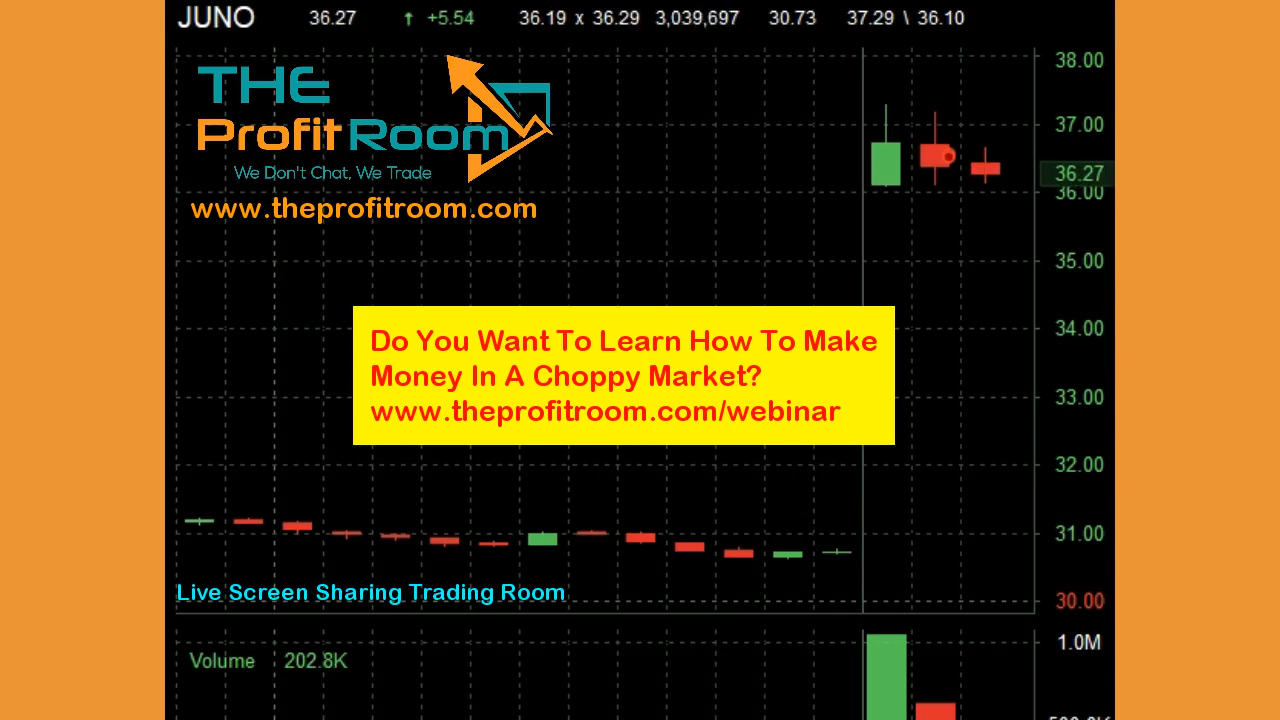 JUNO 36.27 ↑ +5.54 36.19 x 36.29 3,039,697 30.73 37.29 \ 36.10
THE
ProfitRoom
We Don't Chat, We Trade
www.theprofitroom.com
38.00
37.00
36.27
36.00
35.00
34.00
Do You Want To Learn How To Make
Money In A Choppy Market?
www.theprofitroom.com/webinar
33.00
32.00
31.00
Live Screen Sharing Trading Room
30.00
Volume 202.8K
1.0M